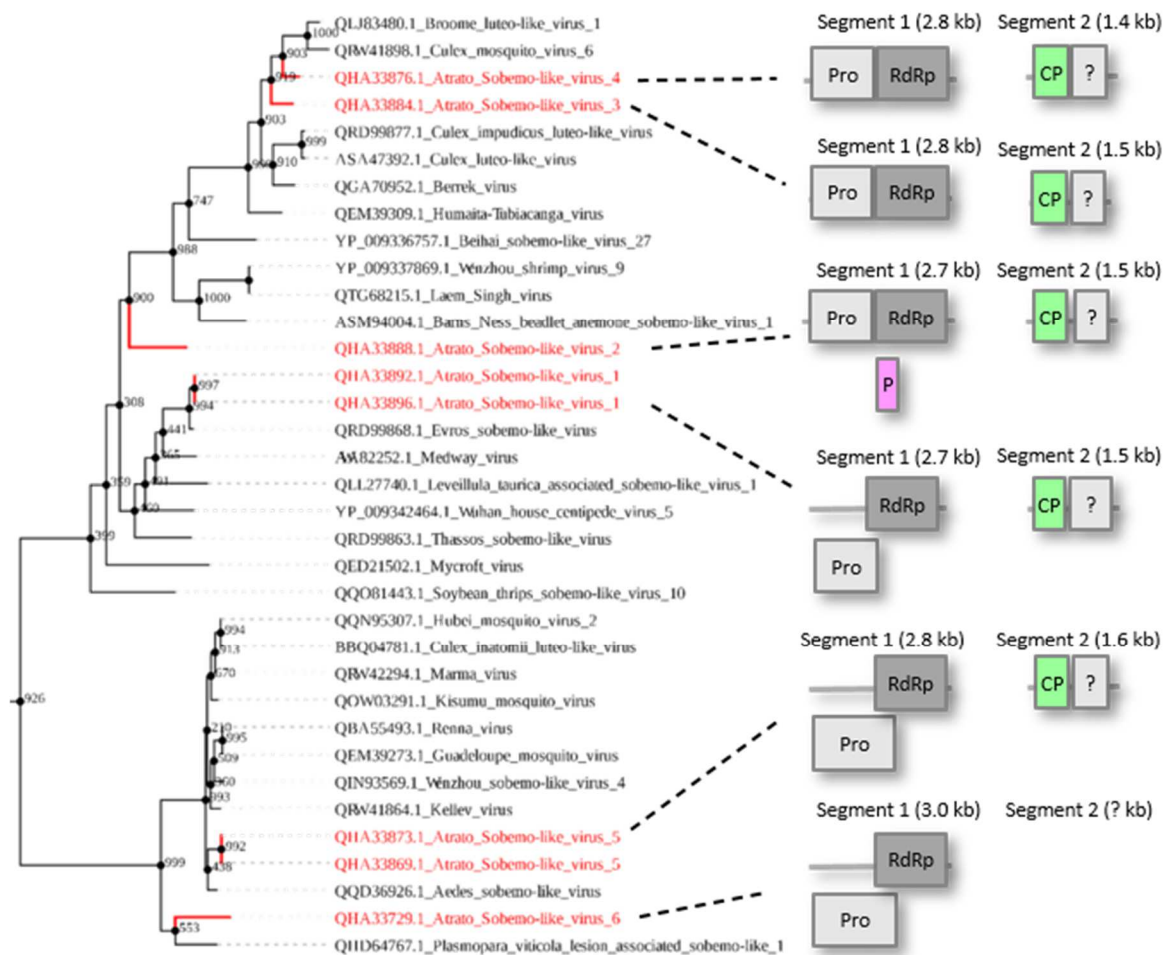 QLJ83480.1_Broome_luteo-like_virus_1
QRW41898.1_Culex_mosquito_virus_6
QHA33876.1_Atrato_Sobemo-like_virus_4
QHA33884.1_Atrato_Sobemo-like_virus_3
QRD99877.1_Culex_impudicus_luteo-like_virus
ASA47392.1_Culex_luteo-like_virus
QGA70952.1_Berrek_virus
QEM39309.1_Humaita-Tubiacanga_virus
YP_009336757.1_Beihai_sobemo-like_virus_27
YP_009337869.1_Wenzhou_shrimp_virus_9
QTG68215.1_Laem_Singh_virus
ASM94004.1_Barns_Ness_beadlet_anemone_sobemo-like_virus_1
QHA33888.1_Atrato_Sobemo-like_virus_2
QHA33892.1_Atrato_Sobemo-like_virus_1
QHA33896.1_Atrato_Sobemo-like_virus_1
QRD99868.1_Evros_sobemo-like_virus
QLL27740.1_Leveillula_taurica_associated_sobemo-like_virus_1
YP_009342464.1_Wuhan_house_centipede_virus_5
QRD99863.1_Thassos_sobemo-like_virus
QED21502.1_Mycroft_virus
QQO81443.1_Soybean_thrips_sobemo-like_virus_10
QQN95307.1_Hubei_mosquito_virus_2
BBQ04781.1_Culex_inatomii_luteo-like_virus
QRW42294.1_Marma_virus
QOW03291.1_Kisumu_mosquito_virus
QBA55493.1_Renna_virus
QEM39273.1_Guadeloupe_mosquito_virus
QIN93569.1_Wenzhou_sobemo-like_virus_4
QRW41864.1_Kellev_virus
QHA33873.1_Atrato_Sobemo-like_virus_5
QHA33869.1_Atrato_Sobemo-like_virus_5
QQD36926.1_Aedes_sobemo-like_virus
QHA33729.1_Atrato_Sobemo-like_virus_6
QHD64767.1_Plasmopara_viticola_lesion_associated_sobemo-like_1
1000
903
919
903
999
910
747
988
1000
900
997
994
308
441
359
399
994
913
670
926
210
995
509
993
992
999
438
553
Segment 1 (2.8 kb) Segment 2 (1.4 kb)
Pro RdRp CP ?
Segment 1 (2.8 kb) Segment 2 (1.5 kb)
Pro RdRp CP ?
Segment 1 (2.7 kb) Segment 2 (1.5 kb)
Pro RdRp CP ?
P
Segment 1 (2.7 kb) Segment 2 (1.5 kb)
RdRp CP ?
Pro
Segment 1 (2.8 kb) Segment 2 (1.6 kb)
RdRp CP ?
Pro
Segment 1 (3.0 kb) Segment 2 (? kb)
RdRp
Pro